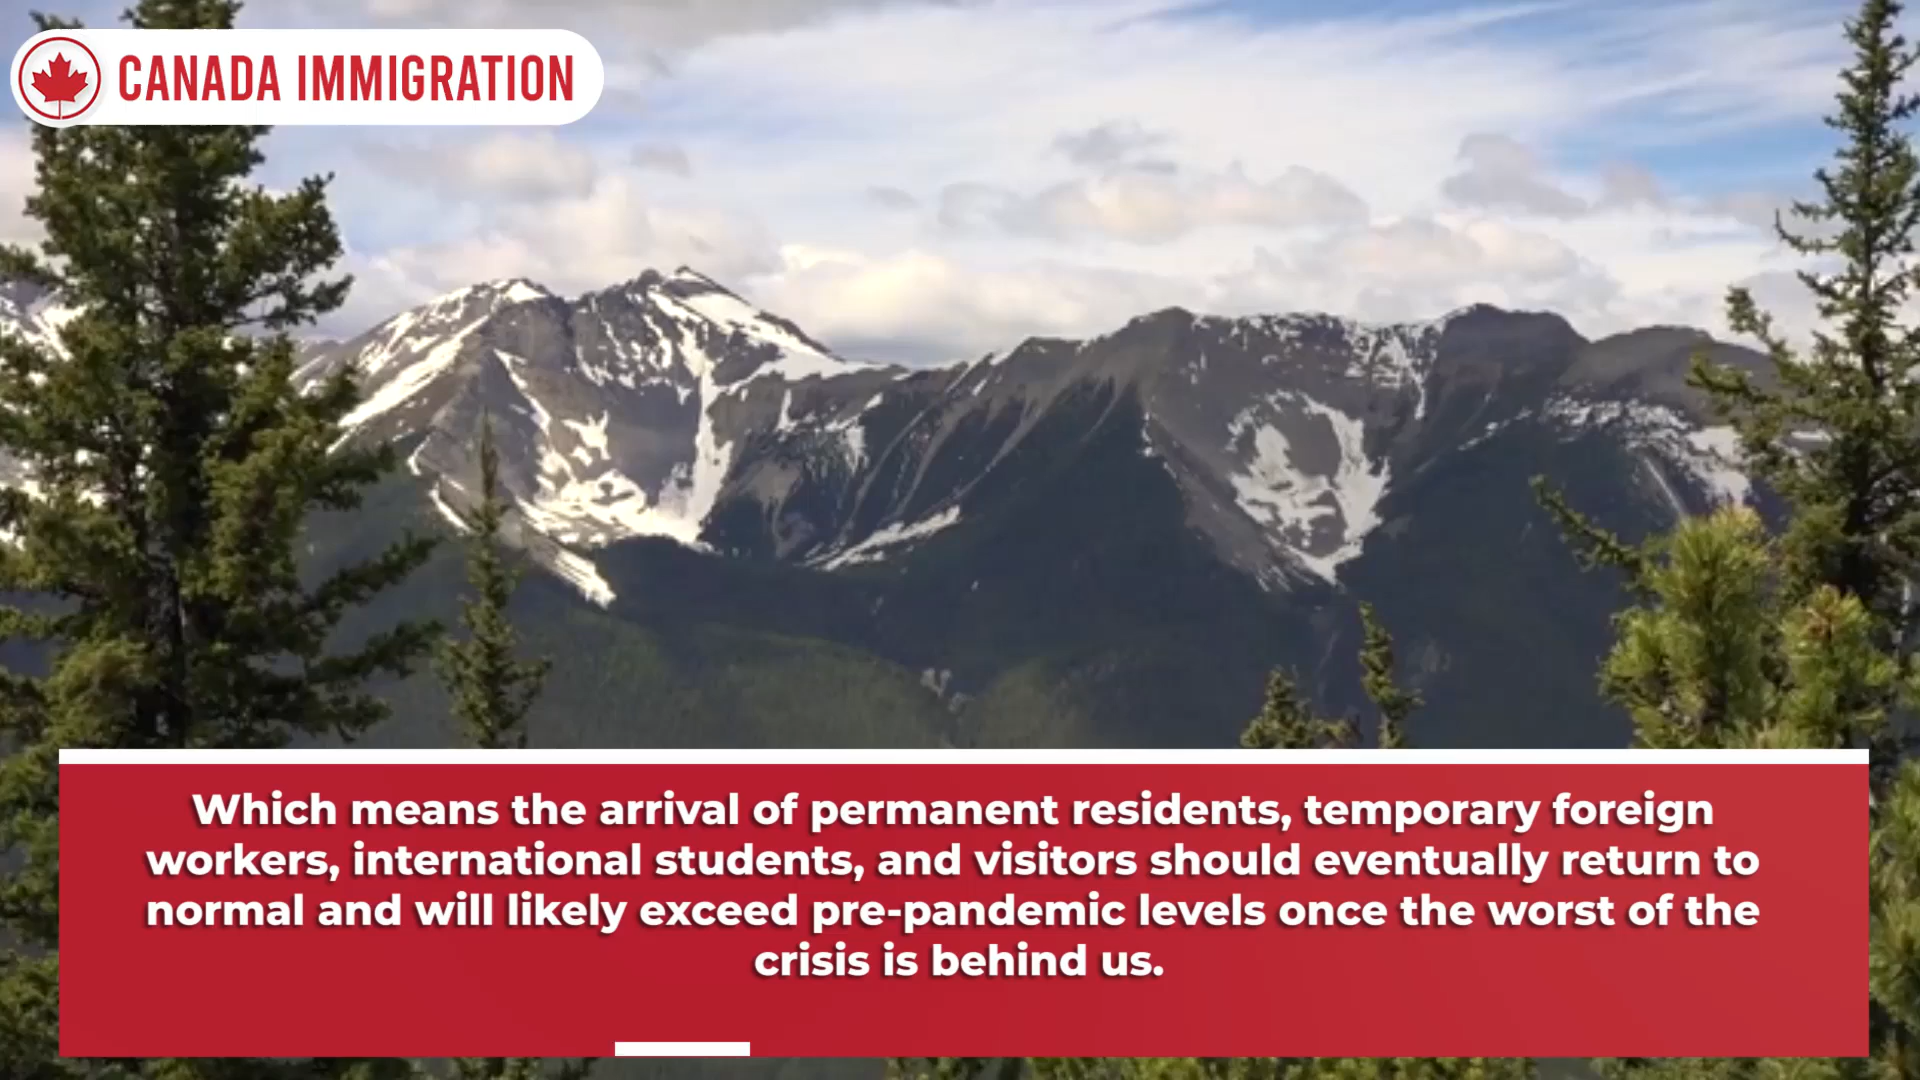 CANADA IMMIGRATION
Which means the arrival of permanent residents, temporary foreign
workers, international students, and visitors should eventually return to
normal and will likely exceed pre-pandemic levels once the worst of the
crisis is behind us.